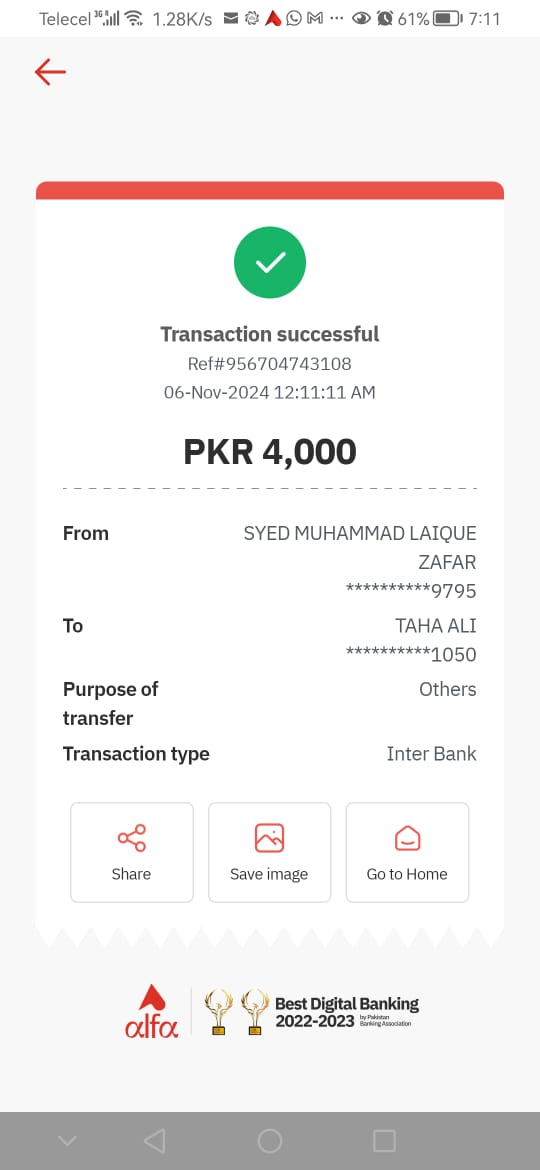 Telecel 3G R 1.28K/s 61% 7:11
Transaction successful
Ref#956704743108
06-Nov-2024 12:11:11 AM
PKR 4,000
From SYED MUHAMMAD LAIQUE
ZAFAR
**********9795
To TAHA ALI
**********1050
Purpose of Others
transfer
Transaction type Inter Bank
Share Save image Go to Home
alfa
Best Digital Banking
2022-2023 by Pakistan
Banking Association